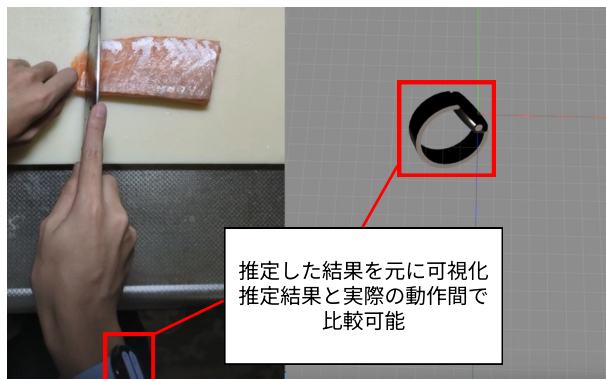 推定した結果を元に可視化
推定結果と実際の動作間で
比較可能